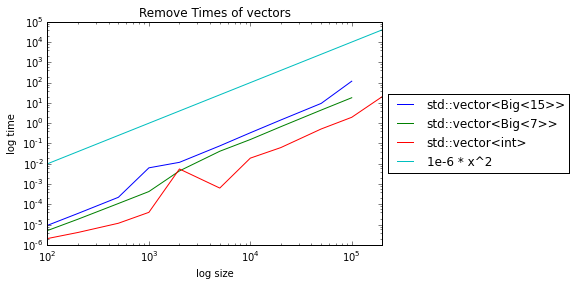 Remove Times of vectors
10^5
10^4
10^3
10^2
10^1
10^0
10^-1
10^-2
10^-3
10^-4
10^-5
10^-6
log time
10^2
10^3
10^4
10^5
log size
std::vector<Big<15>>
std::vector<Big<7>>
std::vector<int>
1e-6 * x^2